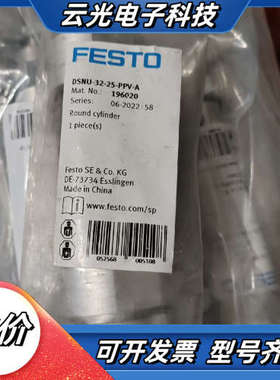 云光电子科技
FESTO
DSNU-32-25-PPV-A
Mat. No.: 196020
Series: 06-2022 58
Round cylinder
1 piece(s)
Festo SE & Co. KG
DE-73734 Esslingen
Made in China
www.festo.com/sp
052568 005108
价
可开发票 型号齐